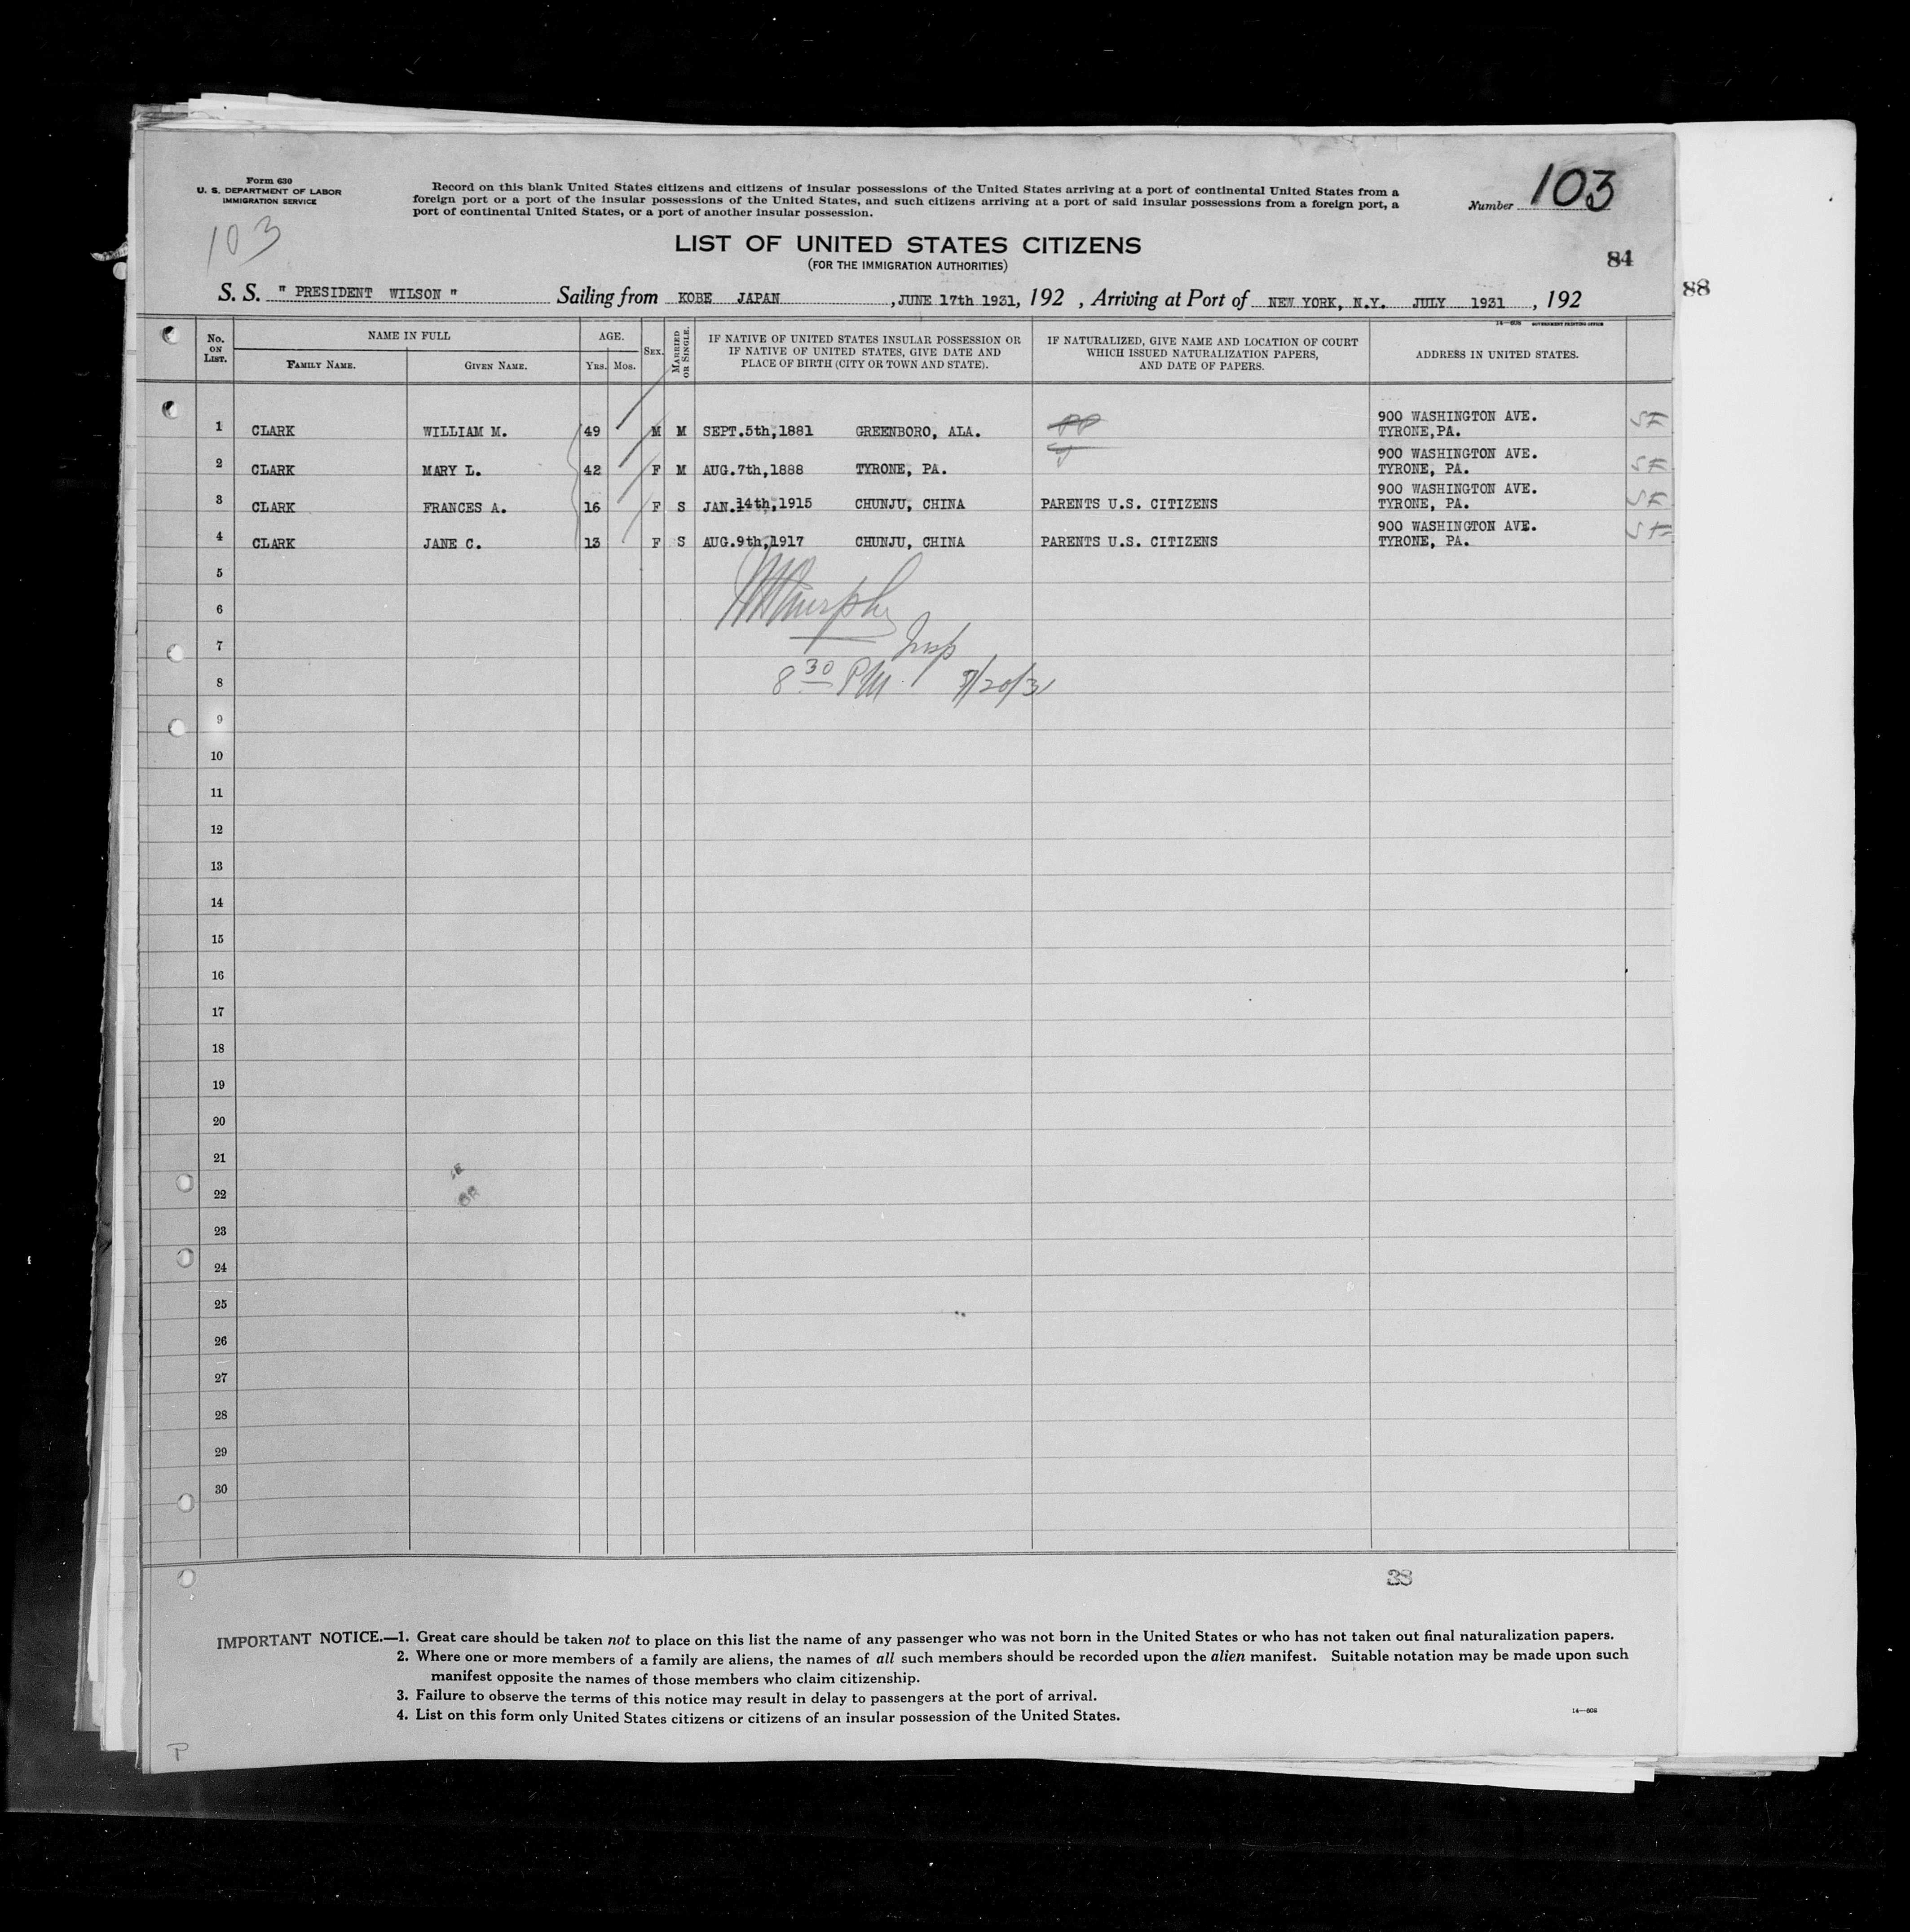 Form 630
U. S. DEPARTMENT OF LABOR
IMMIGRATION SERVICE
103
Record on this blank United States citizens and citizens of insular possessions of the United States arriving at a port of continental United States from a
foreign port or a port of the insular possessions of the United States, and such citizens arriving at a port of said insular possessions from a foreign port, a
port of continental United States, or a port of another insular possession.
Number 103
LIST OF UNITED STATES CITIZENS
(FOR THE IMMIGRATION AUTHORITIES)
84
88
S. S. " PRESIDENT WILSON " Sailing from KOBE JAPAN , JUNE 17th 1931, 192 , Arriving at Port of NEW YORK, N.Y. JULY 1931 , 192
14—608 GOVERNMENT PRINTING OFFICE
No. ON LIST.
NAME IN FULL
FAMILY NAME. GIVEN NAME.
AGE.
YRS. MOS.
SEX.
MARRIED OR SINGLE.
IF NATIVE OF UNITED STATES INSULAR POSSESSION OR
IF NATIVE OF UNITED STATES, GIVE DATE AND
PLACE OF BIRTH (CITY OR TOWN AND STATE).
IF NATURALIZED, GIVE NAME AND LOCATION OF COURT
WHICH ISSUED NATURALIZATION PAPERS,
AND DATE OF PAPERS.
ADDRESS IN UNITED STATES.
900 WASHINGTON AVE.
1 CLARK WILLIAM M. 49 M M SEPT.5th,1881 GREENBORO, ALA. TYRONE,PA. SF
900 WASHINGTON AVE.
2 CLARK MARY L. 42 F M AUG.7th,1888 TYRONE, PA. TYRONE, PA. SF
900 WASHINGTON AVE.
3 CLARK FRANCES A. 16 F S JAN.14th,1915 CHUNJU, CHINA PARENTS U.S. CITIZENS TYRONE, PA. SF
900 WASHINGTON AVE.
4 CLARK JANE C. 13 F S AUG.9th,1917 CHUNJU, CHINA PARENTS U.S. CITIZENS TYRONE, PA. SF
5
6 Murphy
7 Insp
8 8 30 PM
9
10
11
12
13
14
15
16
17
18
19
20
21
22
23
24
25
26
27
28
29
30
38
IMPORTANT NOTICE.—1. Great care should be taken not to place on this list the name of any passenger who was not born in the United States or who has not taken out final naturalization papers.
2. Where one or more members of a family are aliens, the names of all such members should be recorded upon the alien manifest. Suitable notation may be made upon such
manifest opposite the names of those members who claim citizenship.
3. Failure to observe the terms of this notice may result in delay to passengers at the port of arrival.
4. List on this form only United States citizens or citizens of an insular possession of the United States.
14—608
P